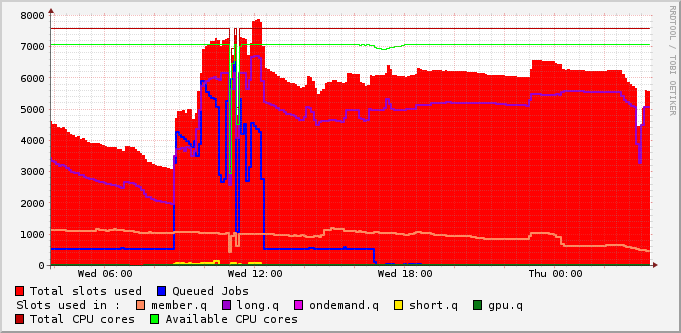 8000
7000
6000
5000
4000
3000
2000
1000
0
Wed 06:00 Wed 12:00 Wed 18:00 Thu 00:00
Total slots used Queued Jobs
Slots used in : member.q long.q ondemand.q short.q gpu.q
Total CPU cores Available CPU cores
RRDTOOL / TOBI OETIKER